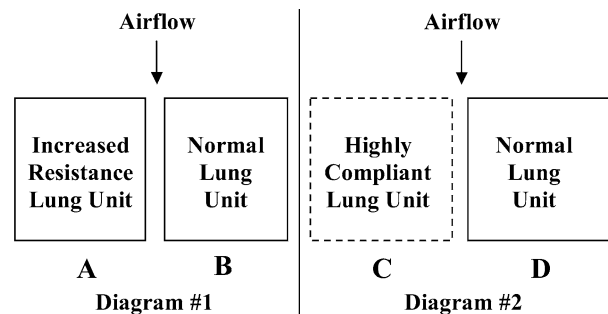 Airflow
Increased
Resistance
Lung Unit
Normal
Lung
Unit
A
B
Diagram #1
Airflow
Highly
Compliant
Lung Unit
Normal
Lung
Unit
C
D
Diagram #2